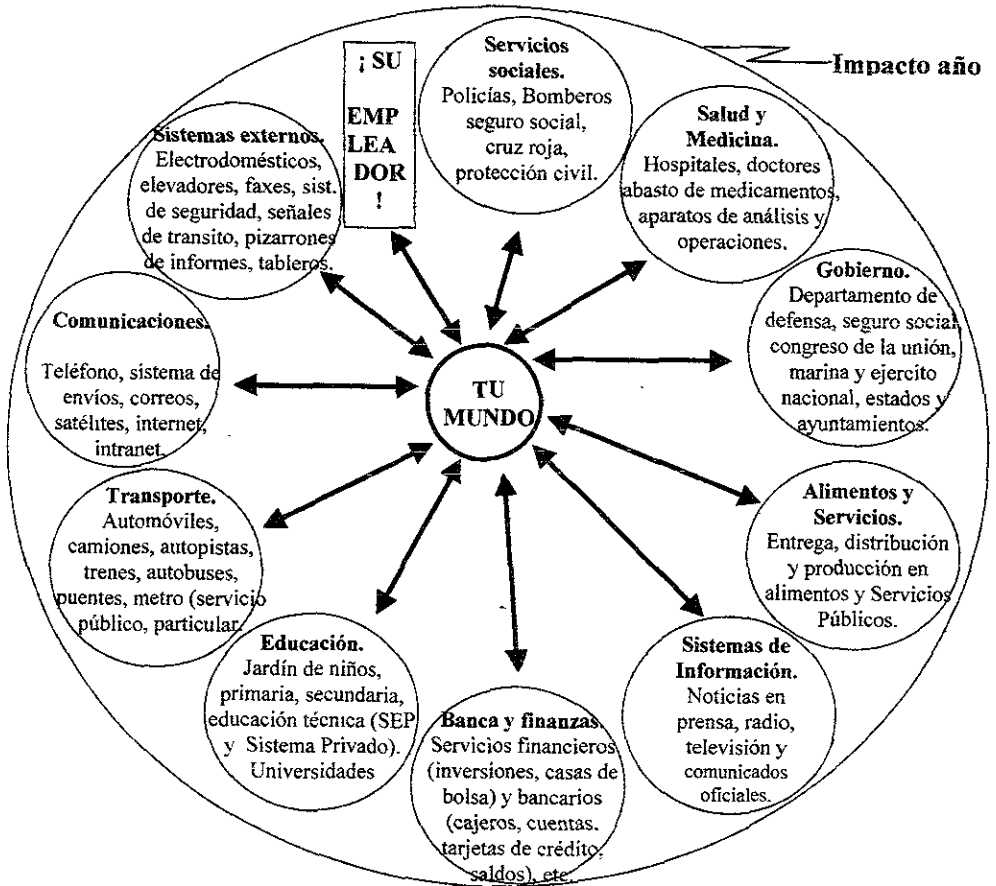 ¡ SU
EMP
LEA
DOR
!
Servicios
sociales.
Policías, Bomberos
seguro social,
cruz roja,
protección civil.
Impacto año
Salud y
Medicina.
Hospitales, doctores
abasto de medicamentos,
aparatos de análisis y
operaciones.
Gobierno.
Departamento de
defensa, seguro social,
congreso de la unión,
marina y ejercito
nacional, estados y
ayuntamientos.
Alimentos y
Servicios.
Entrega, distribución
y producción en
alimentos y Servicios
Públicos.
Sistemas de
Información.
Noticias en
prensa, radio,
televisión y
comunicados
oficiales.
Banca y finanzas.
Servicios financieros
(inversiones, casas de
bolsa) y bancarios
(cajeros, cuentas.
tarjetas de crédito,
saldos), etc.
Educación.
Jardín de niños,
primaria, secundaria,
educación técnica (SEP
y Sistema Privado).
Universidades
Transporte.
Automóviles,
camiones, autopistas,
trenes, autobuses,
puentes, metro (servicio
público, particular.
Comunicaciones.
Teléfono, sistema de
envíos, correos,
satélites, internet,
intranet.
Sistemas externos.
Electrodomésticos,
elevadores, faxes, sist.
de seguridad, señales
de transito, pizarrones
de informes, tableros.
TU
MUNDO